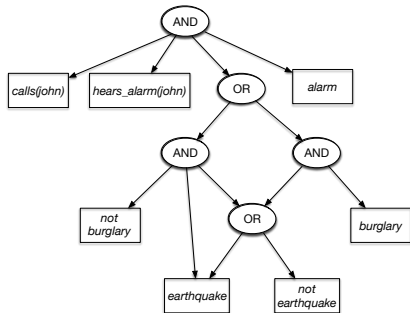 AND
calls(john)
hears_alarm(john)
OR
alarm
AND
AND
not
burglary
OR
burglary
earthquake
not
earthquake